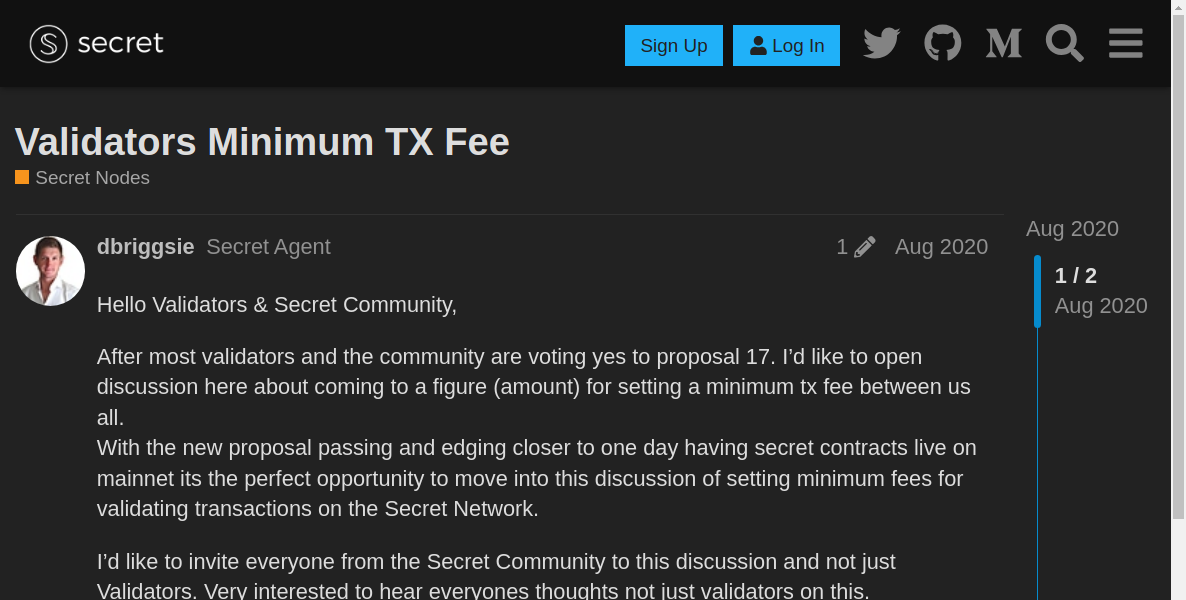 secret
Sign Up
Log In
Validators Minimum TX Fee
Secret Nodes
dbriggsie Secret Agent 1 Aug 2020
Aug 2020
1 / 2
Aug 2020
Hello Validators & Secret Community,
After most validators and the community are voting yes to proposal 17. I’d like to open
discussion here about coming to a figure (amount) for setting a minimum tx fee between us
all.
With the new proposal passing and edging closer to one day having secret contracts live on
mainnet its the perfect opportunity to move into this discussion of setting minimum fees for
validating transactions on the Secret Network.
I’d like to invite everyone from the Secret Community to this discussion and not just
Validators. Very interested to hear everyones thoughts not just validators on this.